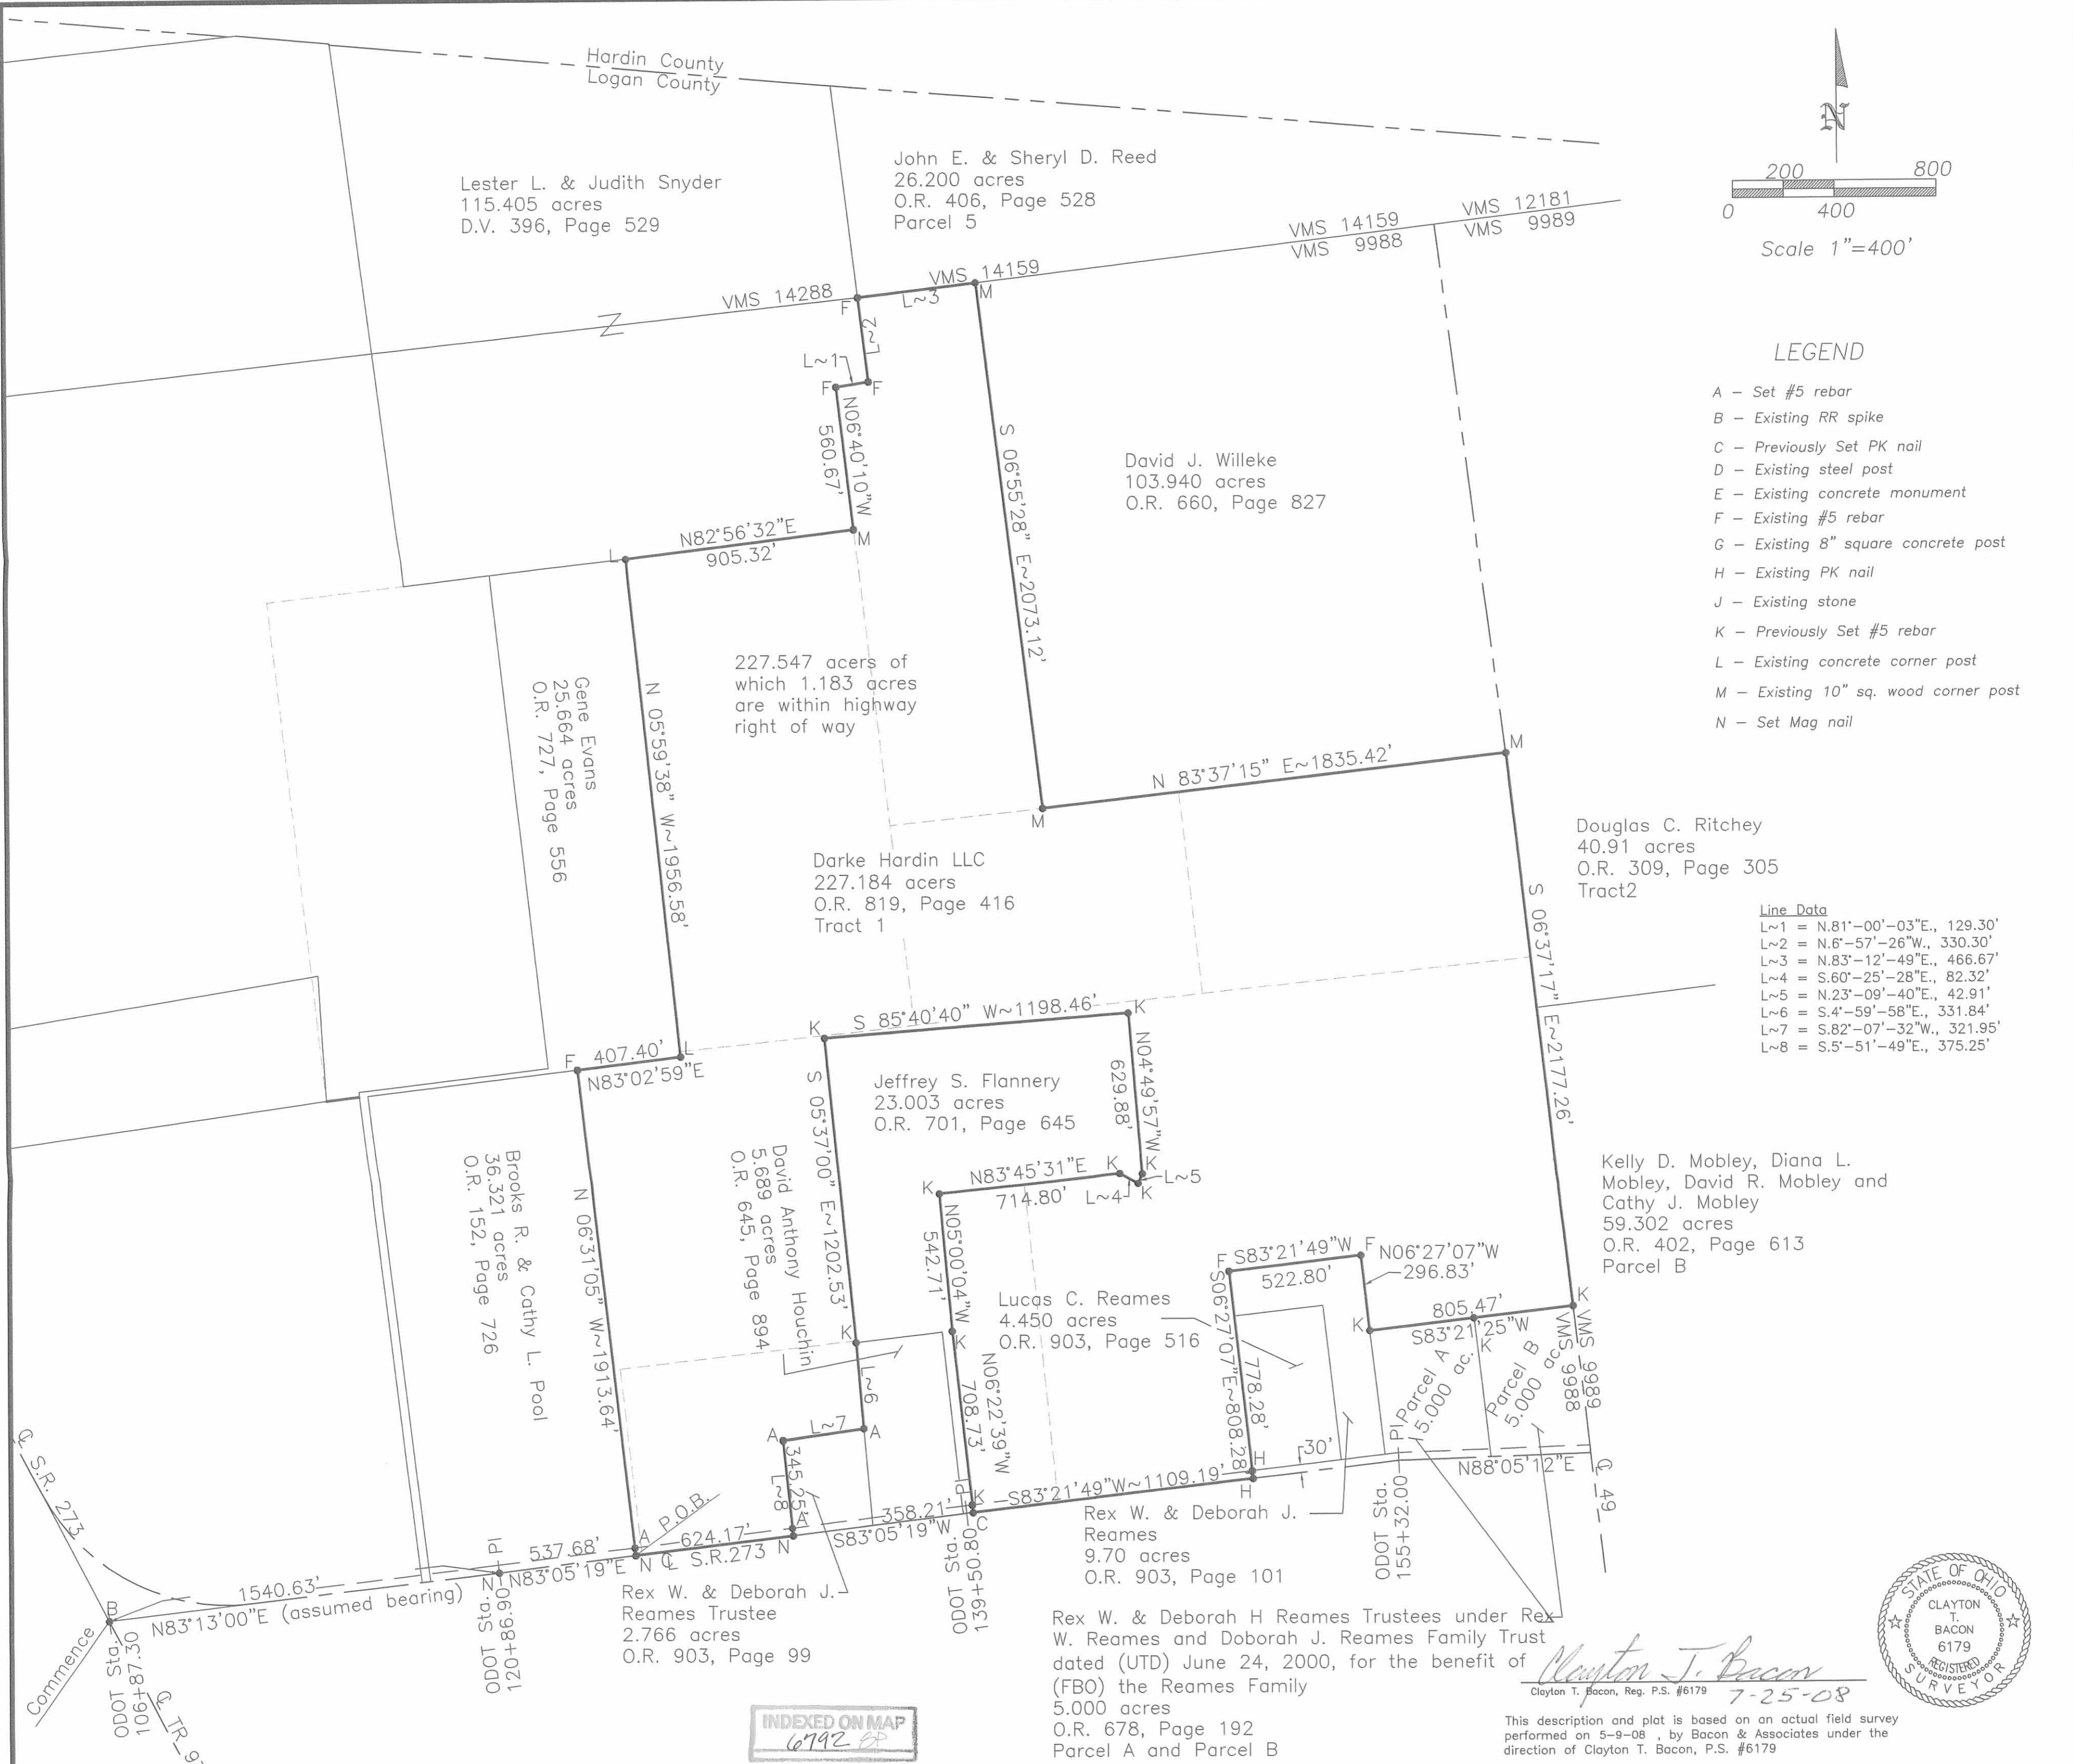 Hardin County
Logan County
Lester L. & Judith Snyder
115.405 acres
D.V. 396, Page 529
John E. & Sheryl D. Reed
26.200 acres
O.R. 406, Page 528
Parcel 5
N
200 800
0 400
Scale 1"=400'
VMS 12181
VMS 9989
VMS 14159
VMS 9988
VMS 14159
VMS 14288
L~3
M
F
Z
L~2
L~1
F
F
N06°40'10"W
560.67'
M
N82°56'32"E
905.32'
L
S 06°55'28" E~2073.12'
David J. Willeke
103.940 acres
O.R. 660, Page 827
LEGEND
A – Set #5 rebar
B – Existing RR spike
C – Previously Set PK nail
D – Existing steel post
E – Existing concrete monument
F – Existing #5 rebar
G – Existing 8" square concrete post
H – Existing PK nail
J – Existing stone
K – Previously Set #5 rebar
L – Existing concrete corner post
M – Existing 10" sq. wood corner post
N – Set Mag nail
227.547 acers of
which 1.183 acres
are within highway
right of way
Gene Evans
25.664 acres
O.R. 727, Page 556
N 05°59'38" W~1956.58'
M
N 83°37'15" E~1835.42'
M
Darke Hardin LLC
227.184 acers
O.R. 819, Page 416
Tract 1
Douglas C. Ritchey
40.91 acres
O.R. 309, Page 305
Tract2
S 06°37'17" E~2177.26'
Line Data
L~1 = N.81°-00'-03"E., 129.30'
L~2 = N.6°-57'-26"W., 330.30'
L~3 = N.83°-12'-49"E., 466.67'
L~4 = S.60°-25'-28"E., 82.32'
L~5 = N.23°-09'-40"E., 42.91'
L~6 = S.4°-59'-58"E., 331.84'
L~7 = S.82°-07'-32"W., 321.95'
L~8 = S.5°-51'-49"E., 375.25'
K
S 85°40'40" W~1198.46'
K
F
407.40'
L
N83°02'59"E
S 05°37'00" E~1202.53'
Jeffrey S. Flannery
23.003 acres
O.R. 701, Page 645
N04°49'57"W
629.88'
K
N83°45'31"E
714.80'
K
K
L~4
K
L~5
N05°00'04"W
542.71'
Brooks R. & Cathy L. Pool
36.321 acres
O.R. 152, Page 726
N 06°31'05" W~1913.64'
David Anthony Houchin
5.689 acres
O.R. 645, Page 894
Kelly D. Mobley, Diana L.
Mobley, David R. Mobley and
Cathy J. Mobley
59.302 acres
O.R. 402, Page 613
Parcel B
Lucas C. Reames
4.450 acres
O.R. 903, Page 516
F
S83°21'49"W
522.80'
F
N06°27'07"W
296.83'
K
805.47'
S83°21'25"W
K
K
VMS 9989
VMS 9988
S06°27'07"E~808.28'
778.28'
K
L~6
K
N06°22'39"W
708.73'
A
L~7
A
345.25'
L~8
A
Parcel A
5.000 ac.
Parcel B
5.000 ac.
H
30'
H
PI
N88°05'12"E
ODOT Sta.
155+32.00
℄ 49
PI
K
S83°21'49"W~1109.19'
C
358.21'
S83°05'19"W
ODOT Sta.
139+50.80
A
P.O.B.
624.17'
N ℄ S.R.273 N
537.68'
N83°05'19"E
PI
N
ODOT Sta.
120+86.90
1540.63'
N83°13'00"E (assumed bearing)
℄ S.R. 273
B
Commence
ODOT Sta.
106+87.30
℄ TR
Rex W. & Deborah J.
Reames Trustee
2.766 acres
O.R. 903, Page 99
Rex W. & Deborah J.
Reames
9.70 acres
O.R. 903, Page 101
Rex W. & Deborah H Reames Trustees under Rex
W. Reames and Doborah J. Reames Family Trust
dated (UTD) June 24, 2000, for the benefit of
(FBO) the Reames Family
5.000 acres
O.R. 678, Page 192
Parcel A and Parcel B
INDEXED ON MAP
6792
Clayton T. Bacon
Clayton T. Bacon, Reg. P.S. #6179
7-25-08
STATE OF OHIO
CLAYTON
T.
BACON
6179
REGISTERED
SURVEYOR
This description and plat is based on an actual field survey
performed on 5-9-08 , by Bacon & Associates under the
direction of Clayton T. Bacon, P.S. #6179